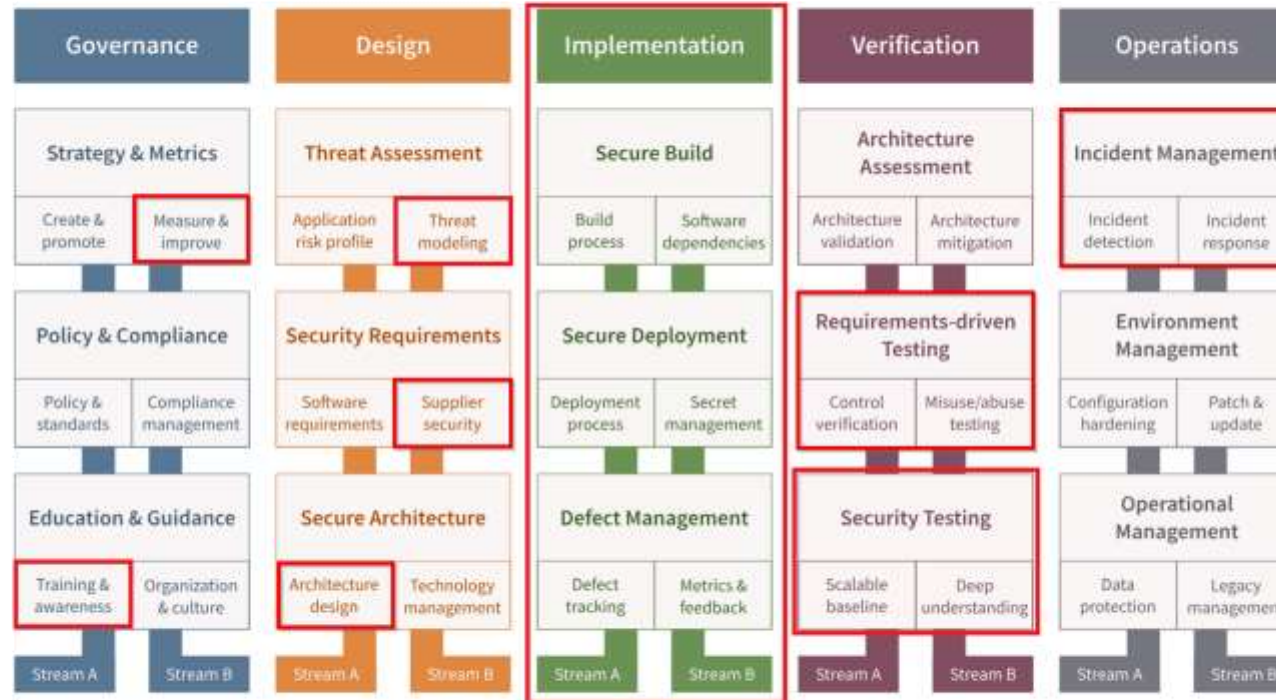 Governance
Design
Implementation
Verification
Operations
Strategy & Metrics
Create &
promote
Measure &
improve
Policy & Compliance
Policy &
standards
Compliance
management
Education & Guidance
Training &
awareness
Organization
& culture
Stream A
Stream B
Threat Assessment
Application
risk profile
Threat
modeling
Security Requirements
Software
requirements
Supplier
security
Secure Architecture
Architecture
design
Technology
management
Stream A
Stream B
Secure Build
Build
process
Software
dependencies
Secure Deployment
Deployment
process
Secret
management
Defect Management
Defect
tracking
Metrics &
feedback
Stream A
Stream B
Architecture
Assessment
Architecture
validation
Architecture
mitigation
Requirements-driven
Testing
Control
verification
Misuse/abuse
testing
Security Testing
Scalable
baseline
Deep
understanding
Stream A
Stream B
Incident Management
Incident
detection
Incident
response
Environment
Management
Configuration
hardening
Patch &
update
Operational
Management
Data
protection
Legacy
management
Stream A
Stream B